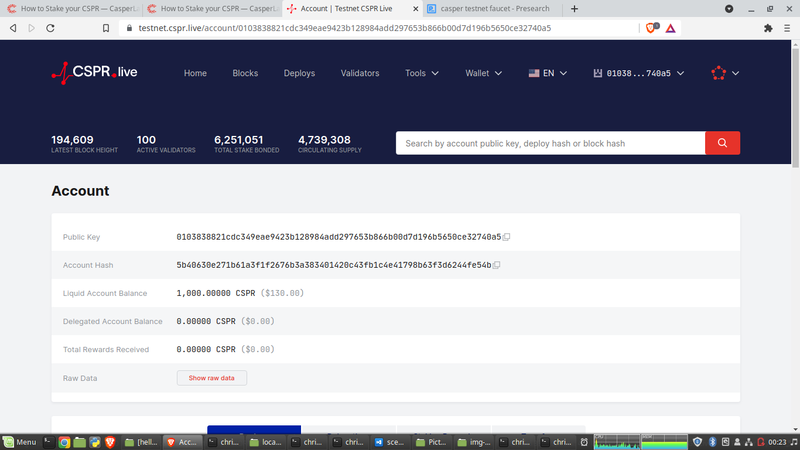 How to Stake your CSPR — CasperLa
How to Stake your CSPR — CasperLa
Account | Testnet CSPR Live
casper testnet faucet - Presearch
testnet.cspr.live/account/0103838821cdc349eae9423b128984add297653b866b00d7d196b5650ce32740a5
CSPR live
Home
Blocks
Deploys
Validators
Tools
Wallet
EN
01038...740a5
194,609
LATEST BLOCK HEIGHT
100
ACTIVE VALIDATORS
6,251,051
TOTAL STAKE BONDED
4,739,308
CIRCULATING SUPPLY
Search by account public key, deploy hash or block hash
Account
Public Key 0103838821cdc349eae9423b128984add297653b866b00d7d196b5650ce32740a5
Account Hash 5b40630e271b61a3f1f2676b3a383401420c43fb1c4e41798b63f3d6244fe54b
Liquid Account Balance 1,000.00000 CSPR ($130.00)
Delegated Account Balance 0.00000 CSPR ($0.00)
Total Rewards Received 0.00000 CSPR ($0.00)
Raw Data Show raw data
Menu
[hell...
Acc...
chri...
loca...
chri...
chri...
sce...
Pict...
img-...
chri...
chri...
00:23